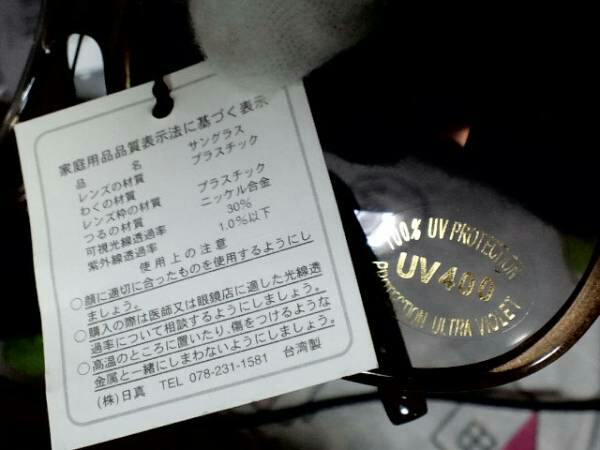 家庭用品品質表示法に基づく表示
品名 サングラス
レンズの材質 プラスチック
わくの材質
レンズ枠の材質 プラスチック
つるの材質 ニッケル合金
可視光線透過率 30%
紫外線透過率 1.0%以下
使用上の注意
○顔に適切に合ったものを使用するようにし
ましょう。
○購入の際は医師又は眼鏡店に適した光線透
過率について相談するようにしましょう。
○高温のところに置いたり、傷をつけるような
金属と一緒にしまわないようにしましょう。
(株)日真 TEL 078-231-1581 台湾製
100% UV PROTECTOR
UV400
PROTECTION ULTRA VIOLET